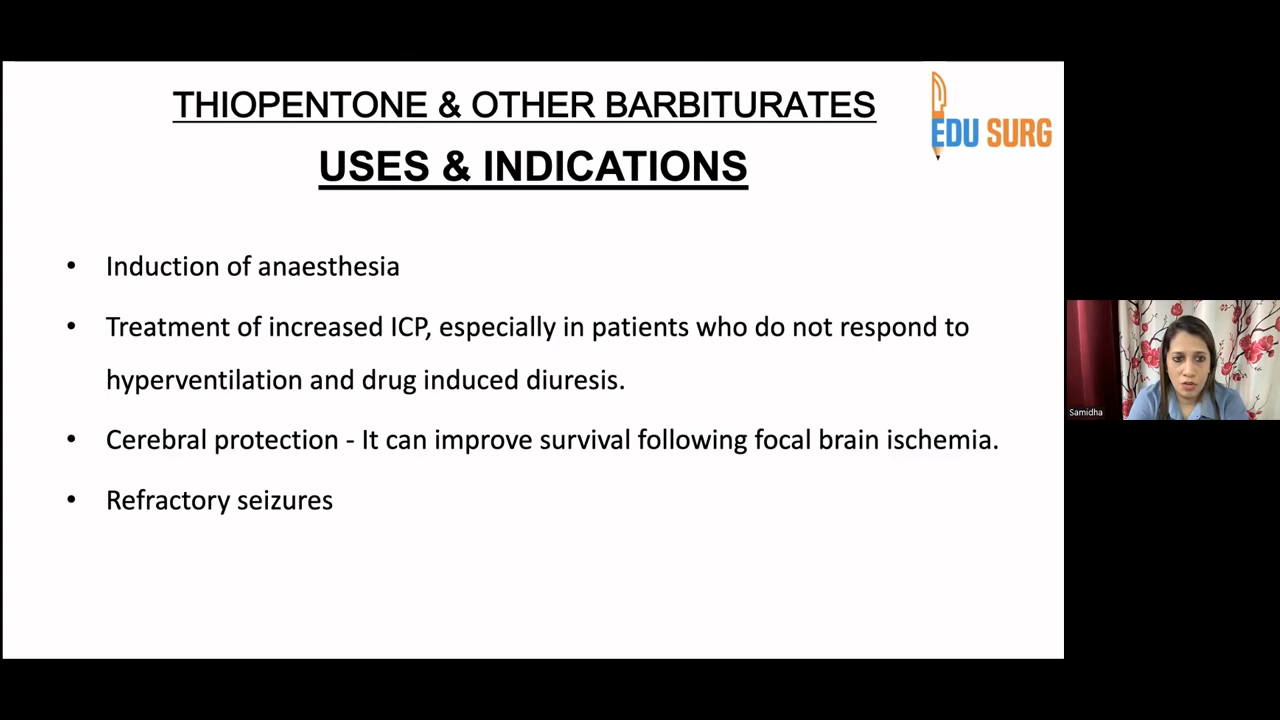 THIOPENTONE & OTHER BARBITURATES
USES & INDICATIONS
EDU SURG
• Induction of anaesthesia
• Treatment of increased ICP, especially in patients who do not respond to
hyperventilation and drug induced diuresis.
• Cerebral protection - It can improve survival following focal brain ischemia.
• Refractory seizures
Samidha